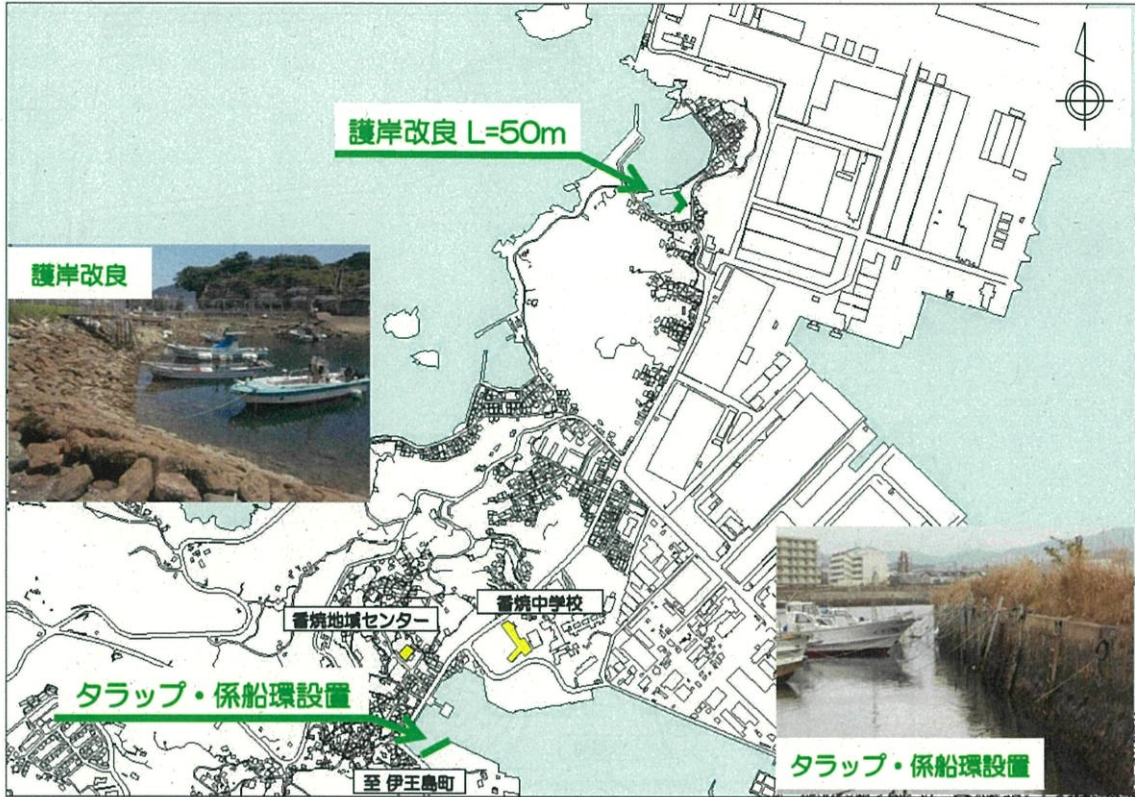 護岸改良 L=50m
護岸改良
香焼中学校
香焼地域センター
タラップ・係船環設置
至 伊王島町
タラップ・係船環設置